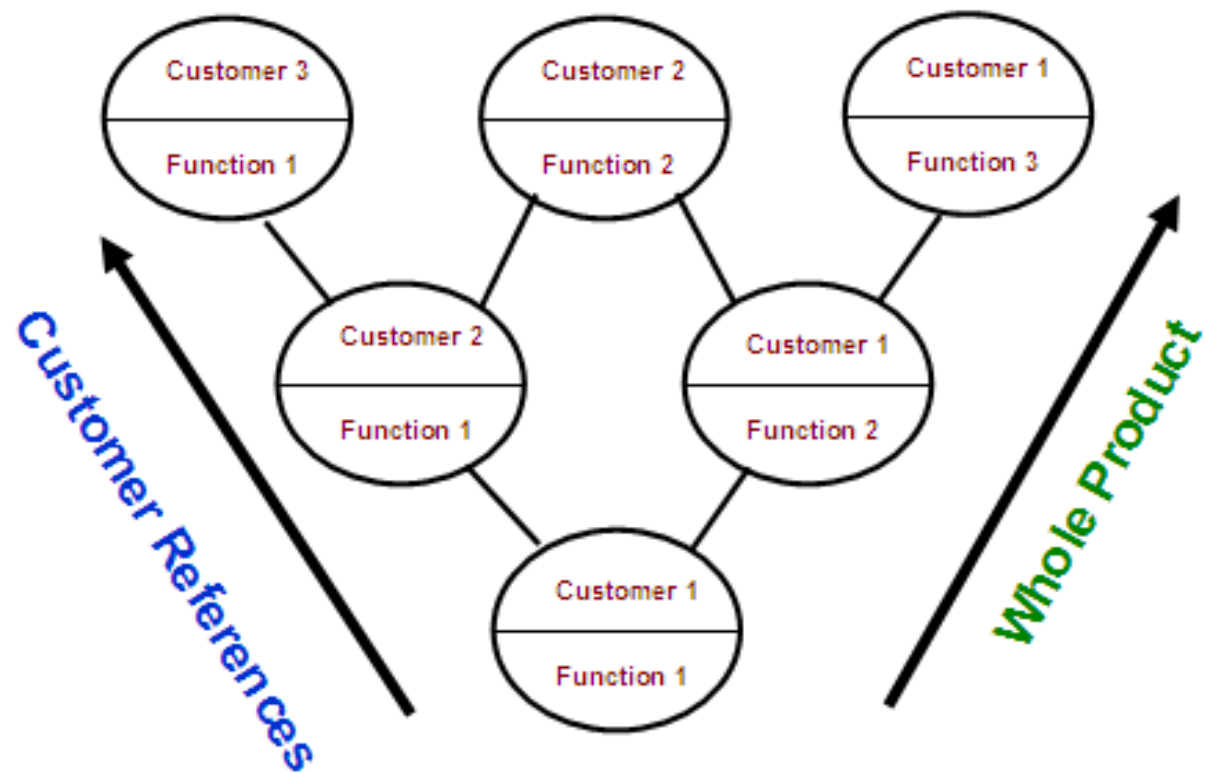 Customer 3
Function 1
Customer 2
Function 2
Customer 1
Function 3
Customer 2
Function 1
Customer 1
Function 2
Customer 1
Function 1
Customer References
Whole Product